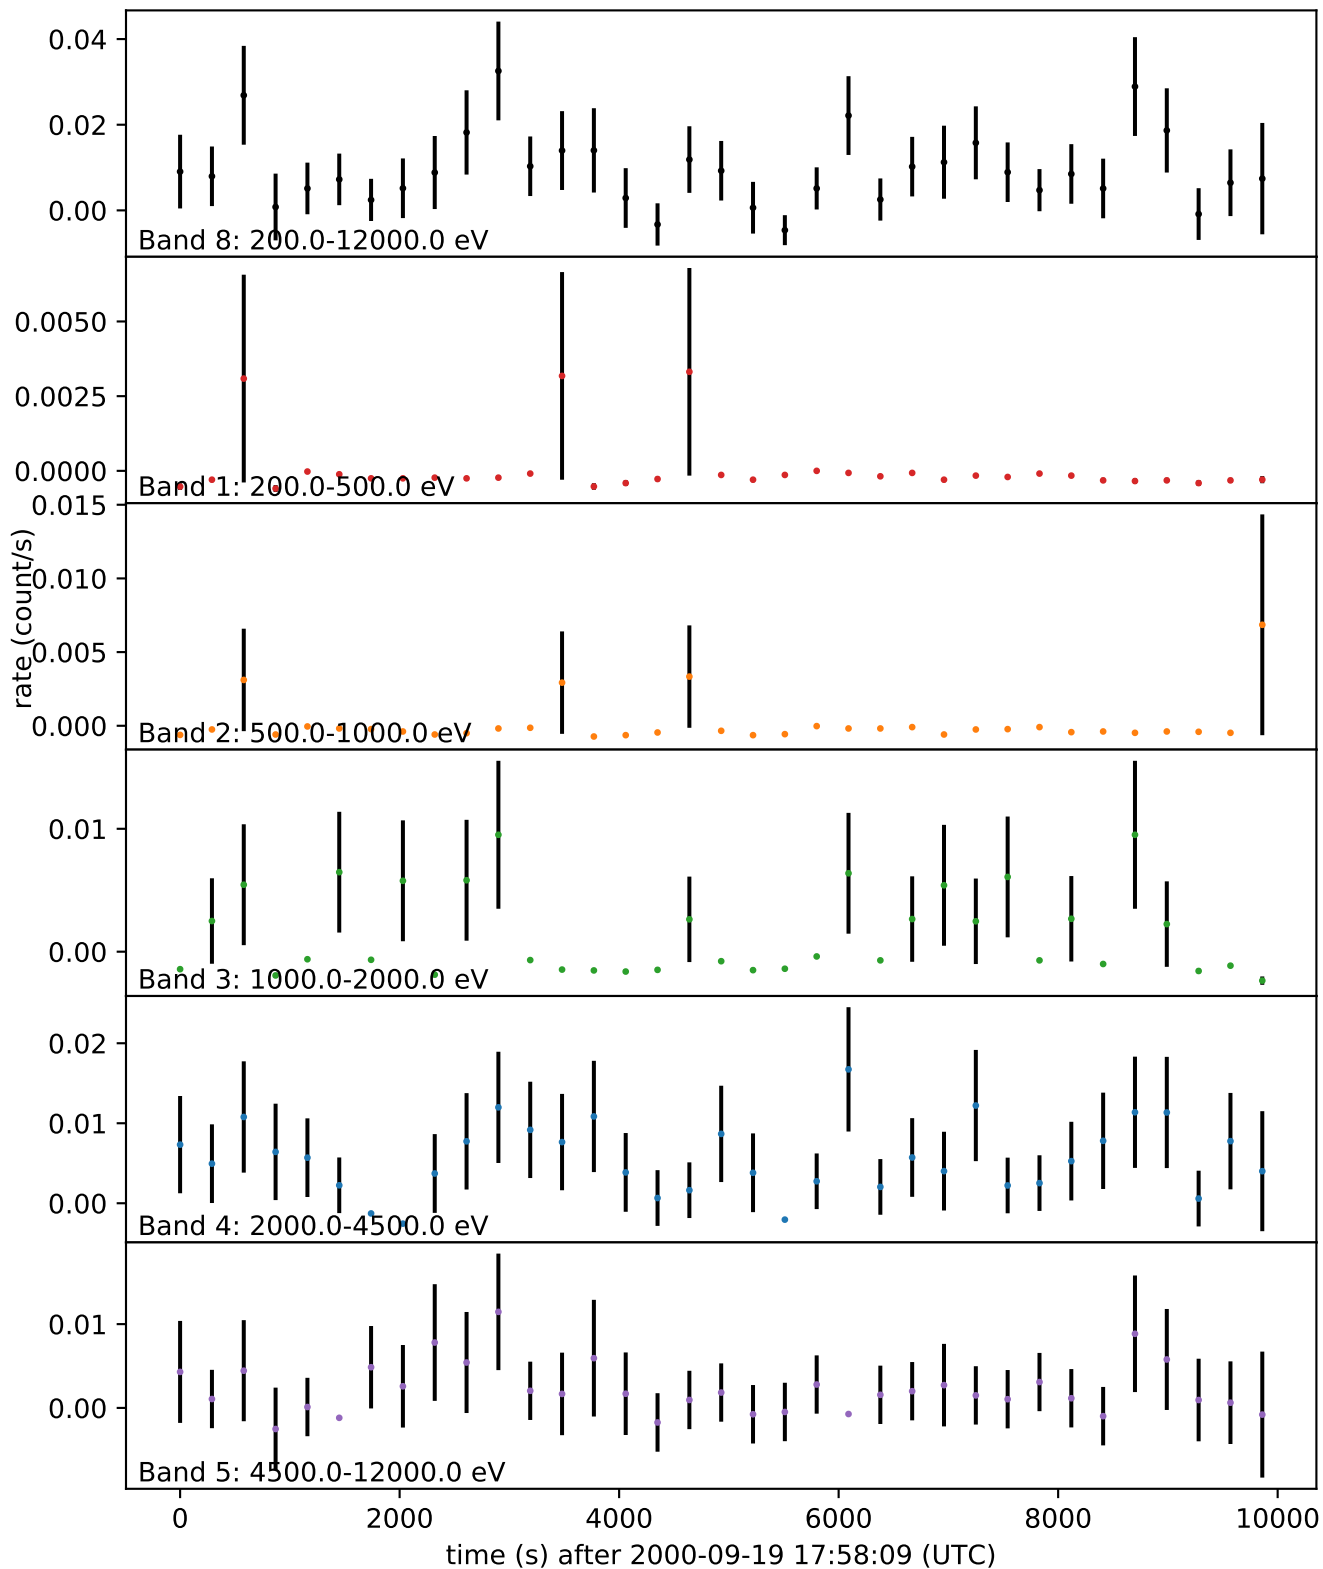 0.04
0.02
0.00
Band 8: 200.0-12000.0 eV
0.0050
0.0025
0.0000
Band 1: 200.0-500.0 eV
0.015
0.010
0.005
0.000
Band 2: 500.0-1000.0 eV
rate (count/s)
0.01
0.00
Band 3: 1000.0-2000.0 eV
0.02
0.01
0.00
Band 4: 2000.0-4500.0 eV
0.01
0.00
Band 5: 4500.0-12000.0 eV
0 2000 4000 6000 8000 10000
time (s) after 2000-09-19 17:58:09 (UTC)